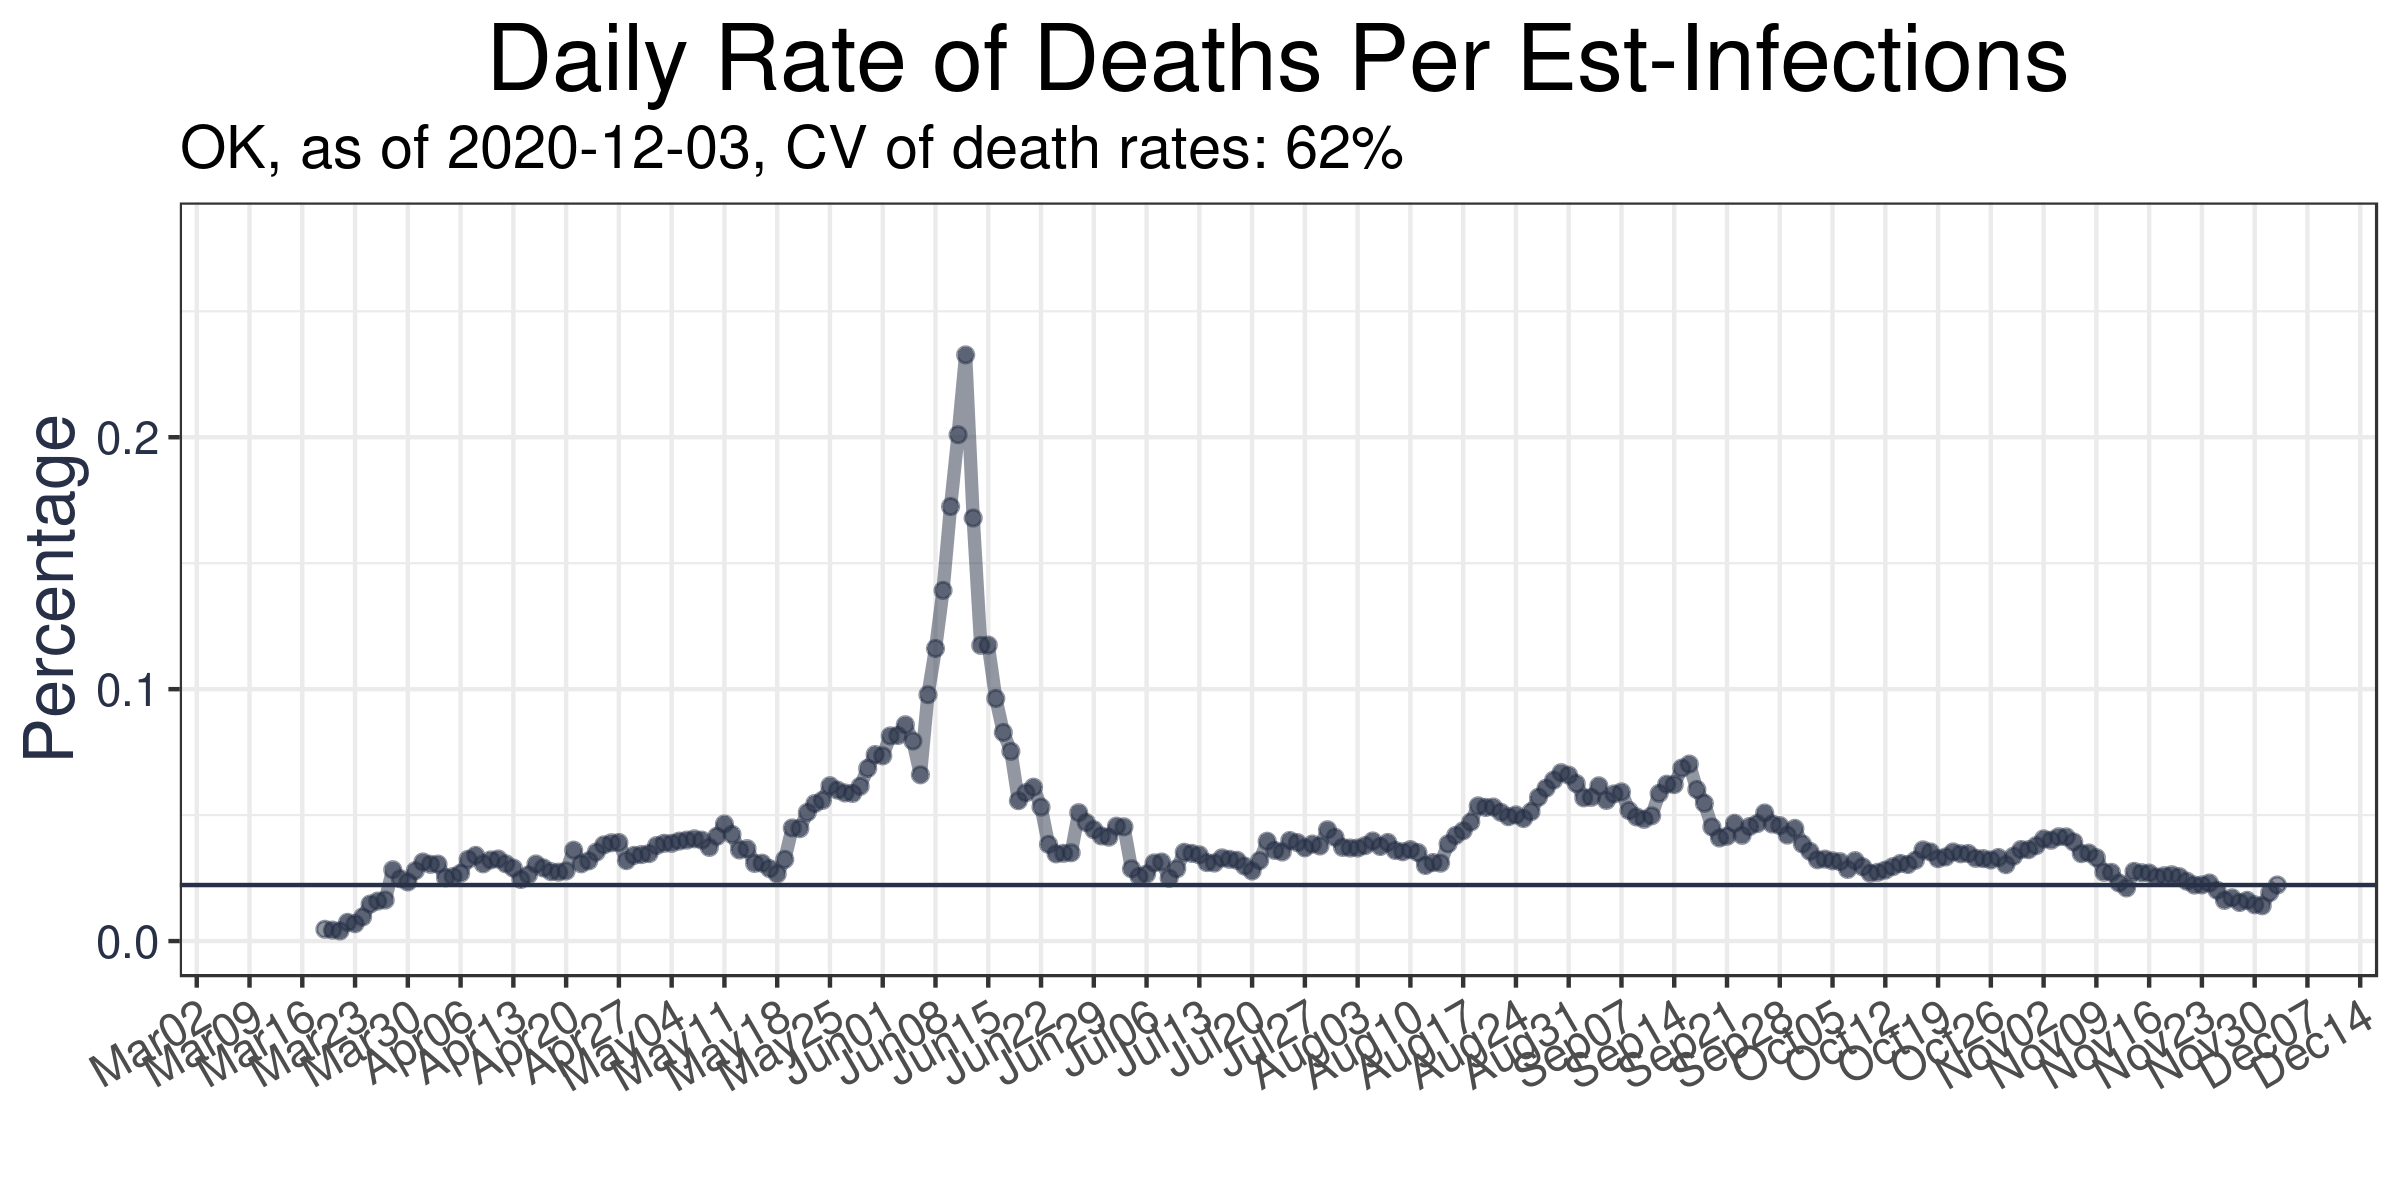 Daily Rate of Deaths Per Est-Infections
OK, as of 2020-12-03, CV of death rates: 62%
Percentage
0.2
0.1
0.0
Mar02
Mar09
Mar16
Mar23
Mar30
Apr06
Apr13
Apr20
Apr27
May04
May11
May18
May25
Jun01
Jun08
Jun15
Jun22
Jun29
Jul06
Jul13
Jul20
Jul27
Aug03
Aug10
Aug17
Aug24
Aug31
Sep07
Sep14
Sep21
Sep28
Oct05
Oct12
Oct19
Oct26
Nov02
Nov09
Nov16
Nov23
Nov30
Dec07
Dec14